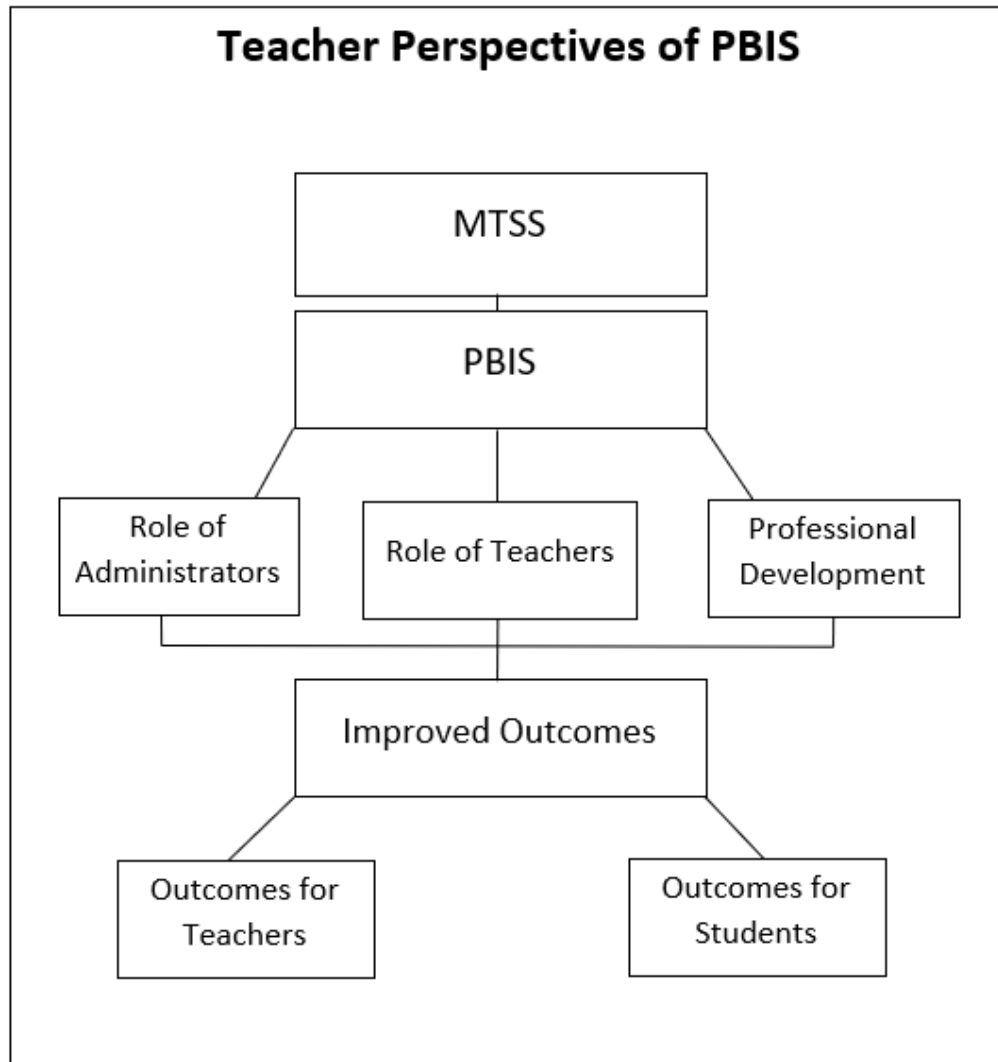 Teacher Perspectives of PBIS
MTSS
PBIS
Role of
Administrators
Role of Teachers
Professional
Development
Improved Outcomes
Outcomes for
Teachers
Outcomes for
Students